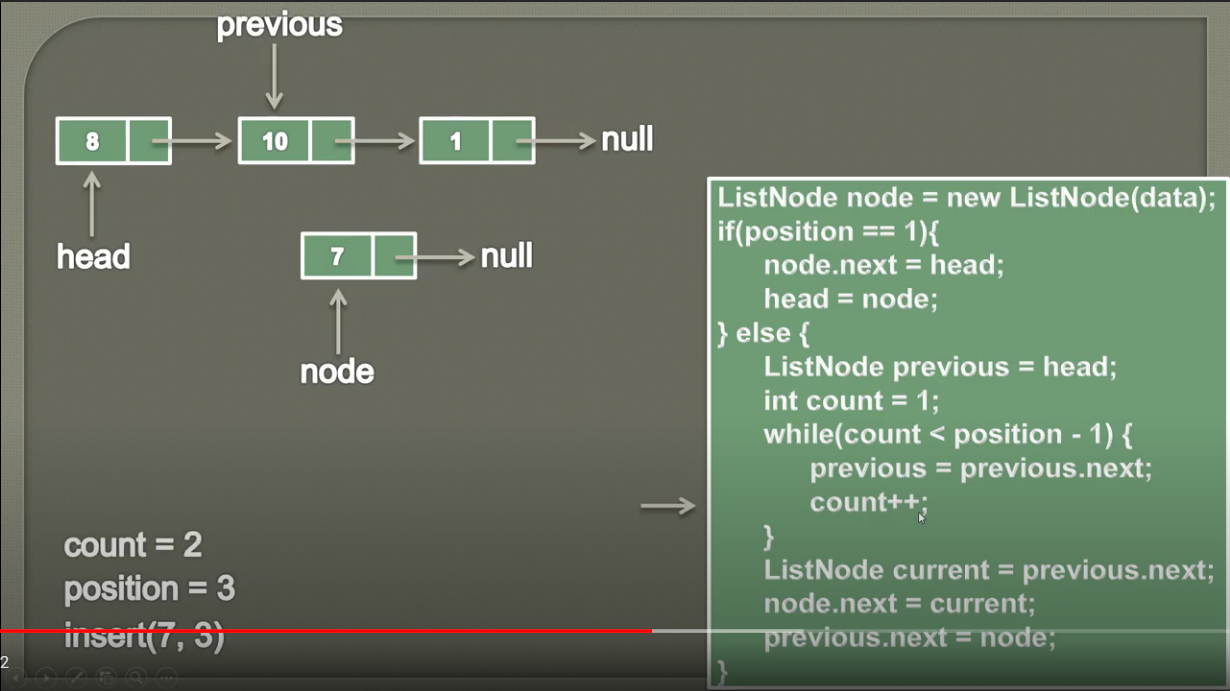 previous
8
10
1
null
head
7
null
node
count = 2
position = 3
insert(7, 3)
2
ListNode node = new ListNode(data);
if(position == 1){
node.next = head;
head = node;
} else {
ListNode previous = head;
int count = 1;
while(count < position - 1) {
previous = previous.next;
count++;
}
ListNode current = previous.next;
node.next = current;
previous.next = node;
}